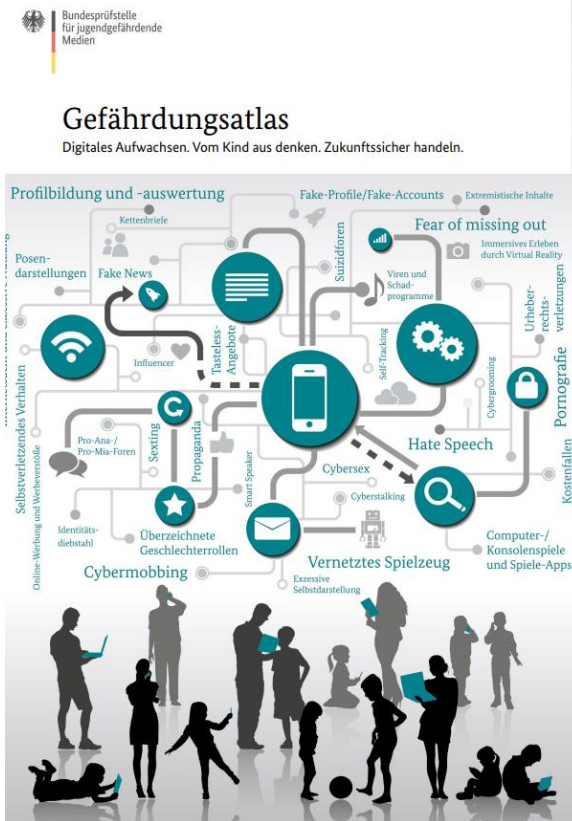 Bundesprüfstelle
für jugendgefährdende
Medien
Gefährdungsatlas
Digitales Aufwachsen. Vom Kind aus denken. Zukunftssicher handeln.
Profilbildung und -auswertung
Fake-Profile/Fake-Accounts
Extremistische Inhalte
Kettenbriefe
Fear of missing out
Posen-
darstellungen
Fake News
Suizidforen
Immersives Erleben
durch Virtual Reality
Viren und
Schad-
programme
Urheber-
rechts-
verletzungen
Tasteless-
Angebote
Influencer
Self-Tracking
Cybergrooming
Pornografie
Selbstverletzendes Verhalten
Online-Werbung und Werbeverstöße
Pro-Ana-/
Pro-Mia-Foren
Sexting
Propaganda
Smart Speaker
Hate Speech
Cybersex
Cyberstalking
Kostenfallen
Identitäts-
diebstahl
Überzeichnete
Geschlechterrollen
Computer-/
Konsolenspiele
und Spiele-Apps
Cybermobbing
Vernetztes Spielzeug
Exzessive
Selbstdarstellung